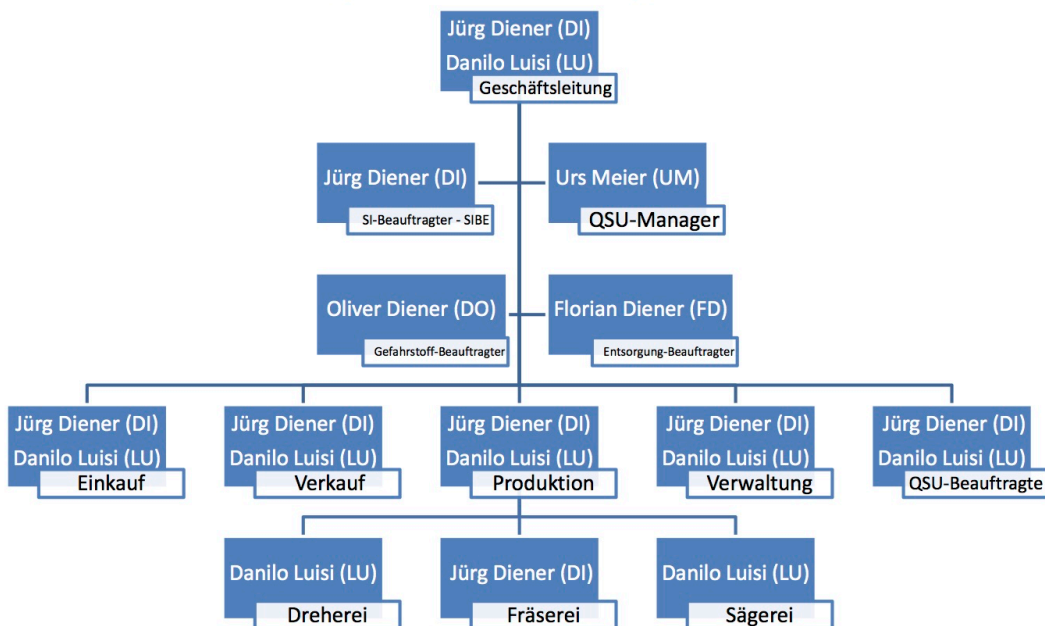 Jürg Diener (DI)
Danilo Luisi (LU)
Geschäftsleitung
Jürg Diener (DI)
SI-Beauftragter - SIBE
Urs Meier (UM)
QSU-Manager
Oliver Diener (DO)
Gefahrstoff-Beauftragter
Florian Diener (FD)
Entsorgung-Beauftragter
Jürg Diener (DI)
Danilo Luisi (LU)
Einkauf
Jürg Diener (DI)
Danilo Luisi (LU)
Verkauf
Jürg Diener (DI)
Danilo Luisi (LU)
Produktion
Jürg Diener (DI)
Danilo Luisi (LU)
Verwaltung
Jürg Diener (DI)
Danilo Luisi (LU)
QSU-Beauftragte
Danilo Luisi (LU)
Dreherei
Jürg Diener (DI)
Fräserei
Danilo Luisi (LU)
Sägerei